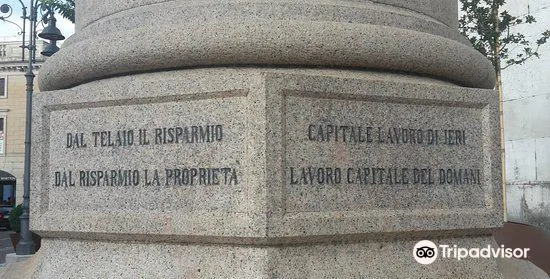 DAL TELAIO IL RISPARMIO
DAL RISPARMIO LA PROPRIETÀ
CAPITALE LAVORO DI IERI
LAVORO CAPITALE DEL DOMANI
Tripadvisor